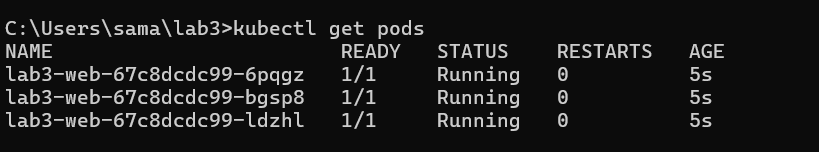 C:\Users\sama\lab3>kubectl get pods
NAME                        READY   STATUS    RESTARTS   AGE
lab3-web-67c8dcdc99-6pqgz   1/1     Running   0          5s
lab3-web-67c8dcdc99-bgsp8   1/1     Running   0          5s
lab3-web-67c8dcdc99-ldzhl   1/1     Running   0          5s